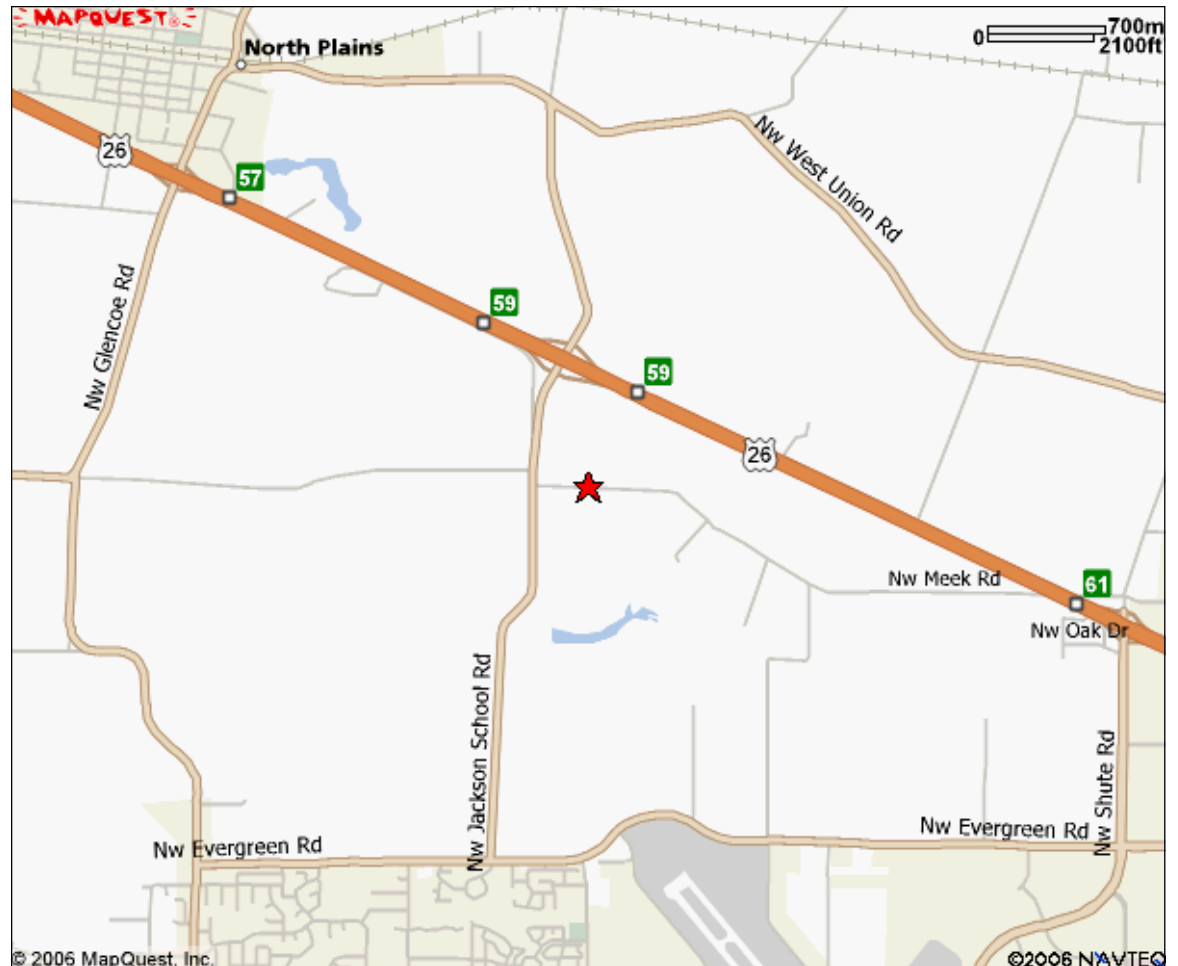 MAPQUEST®
0 700m
2100ft
North Plains
26
57
Nw West Union Rd
Nw Glencoe Rd
59
59
26
Nw Meek Rd
61
Nw Oak Dr
Nw Jackson School Rd
Nw Shute Rd
Nw Evergreen Rd
Nw Evergreen Rd
© 2006 MapQuest, Inc.
©2006 NAVTEQ